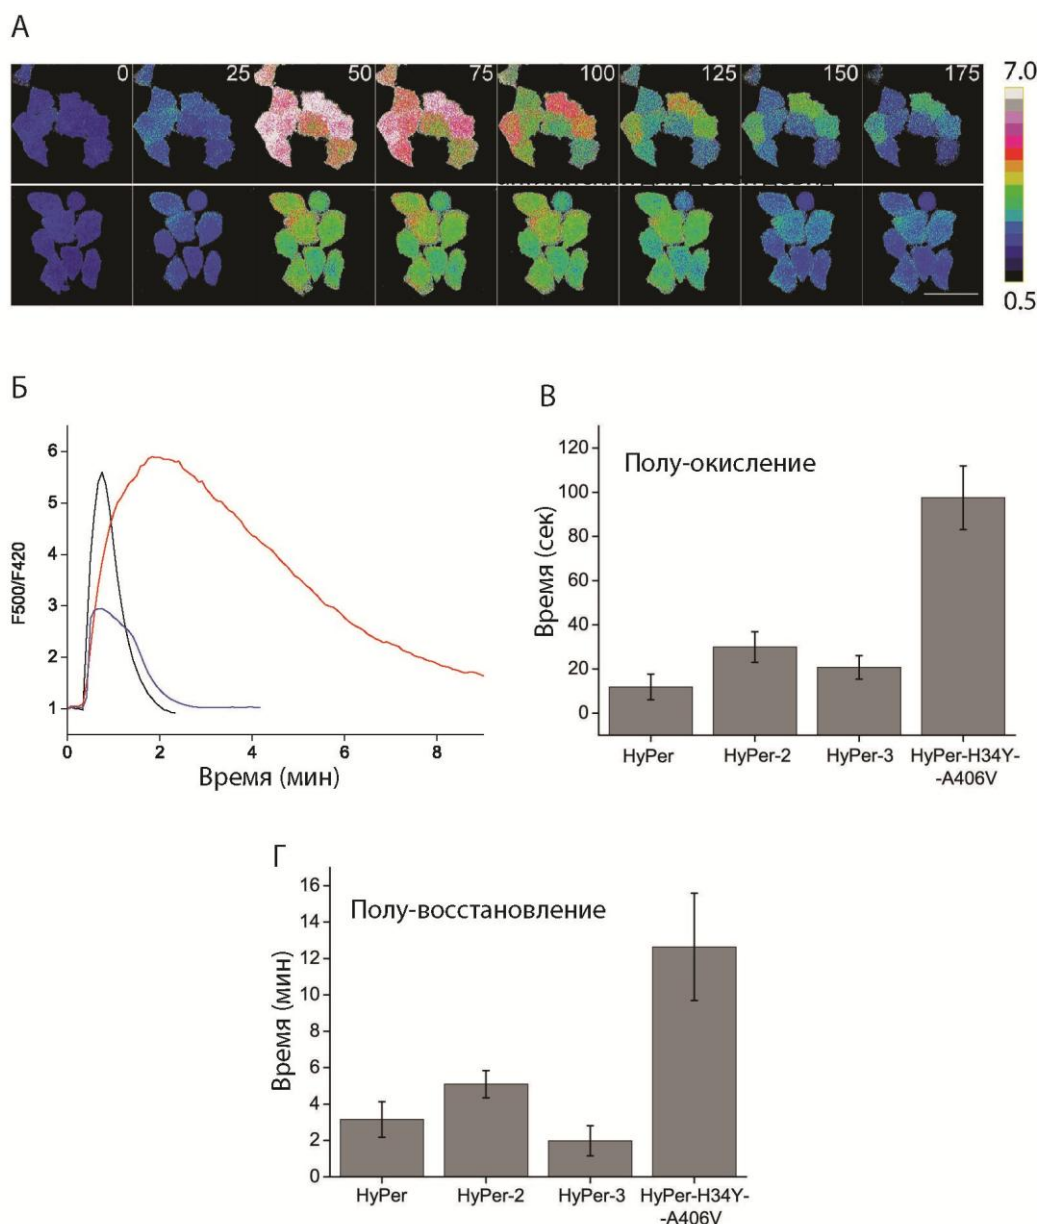 А
0 25 50 75 100 125 150 175
7.0
0.5
Б
6
5
4
3
2
1
F500/F420
0 2 4 6 8
Время (мин)
В
Полу-окисление
120
100
80
60
40
20
0
Время (сек)
HyPer HyPer-2 HyPer-3 HyPer-H34Y-
-A406V
Г
Полу-восстановление
16
14
12
10
8
6
4
2
0
Время (мин)
HyPer HyPer-2 HyPer-3 HyPer-H34Y-
-A406V